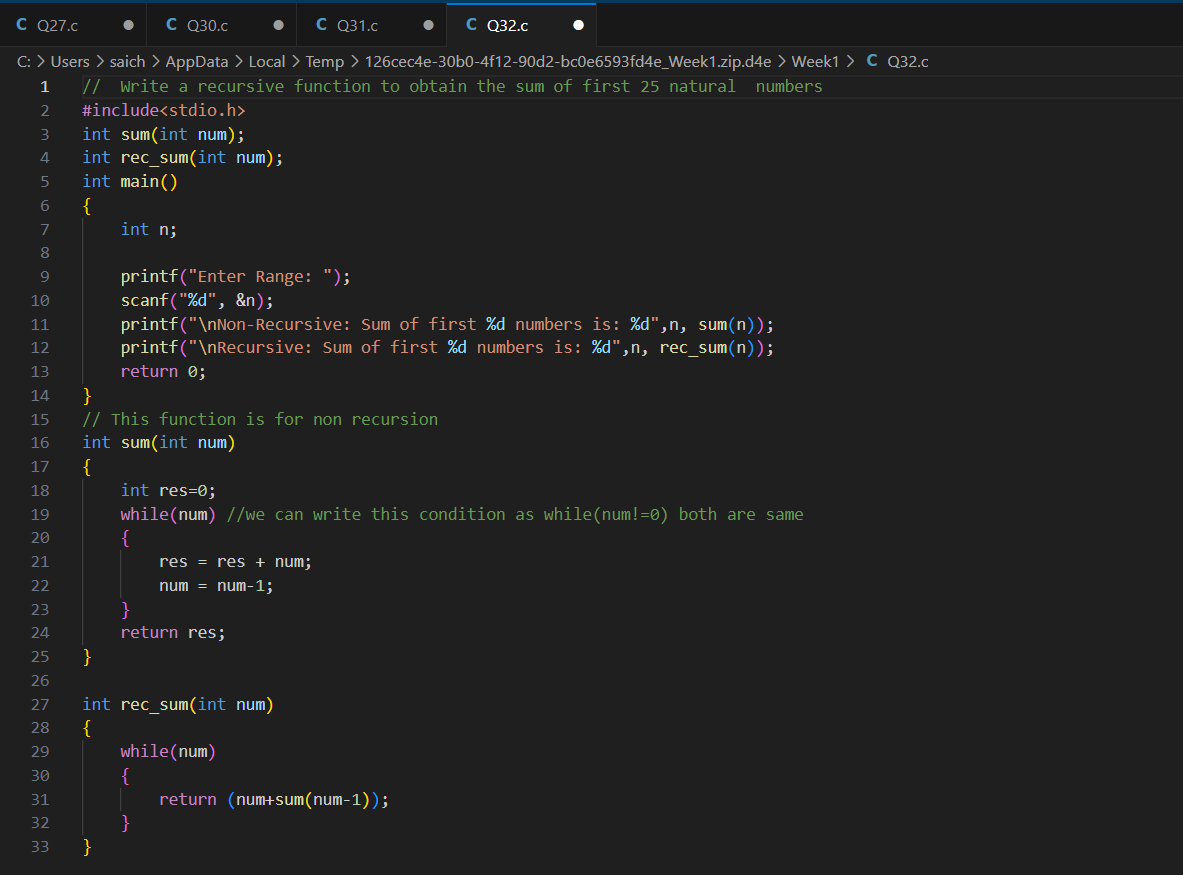 C Q27.c ● C Q30.c ● C Q31.c ● C Q32.c ●
C: > Users > saich > AppData > Local > Temp > 126cec4e-30b0-4f12-90d2-bc0e6593fd4e_Week1.zip.d4e > Week1 > C Q32.c
1 //  Write a recursive function to obtain the sum of first 25 natural  numbers
2 #include<stdio.h>
3 int sum(int num);
4 int rec_sum(int num);
5 int main()
6 {
7     int n;
8
9     printf("Enter Range: ");
10     scanf("%d", &n);
11     printf("\nNon-Recursive: Sum of first %d numbers is: %d",n, sum(n));
12     printf("\nRecursive: Sum of first %d numbers is: %d",n, rec_sum(n));
13     return 0;
14 }
15 // This function is for non recursion
16 int sum(int num)
17 {
18     int res=0;
19     while(num) //we can write this condition as while(num!=0) both are same
20     {
21         res = res + num;
22         num = num-1;
23     }
24     return res;
25 }
26
27 int rec_sum(int num)
28 {
29     while(num)
30     {
31         return (num+sum(num-1));
32     }
33 }